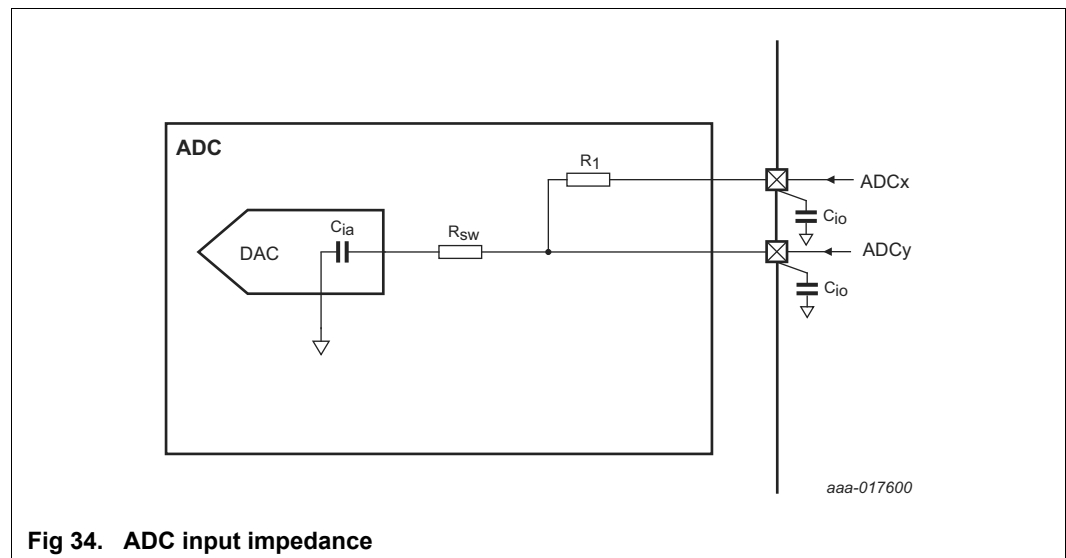 ADC
R1
ADCx
Cio
Cia
Rsw
DAC
ADCy
Cio
aaa-017600
Fig 34. ADC input impedance